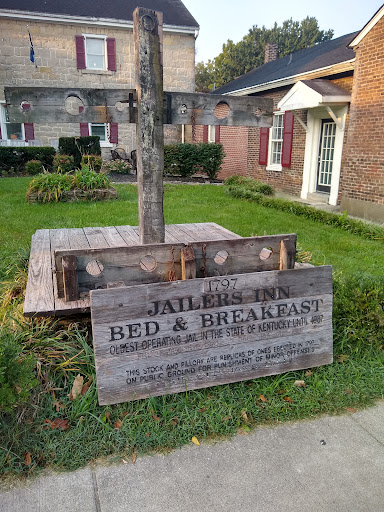 1797
JAILERS INN
BED & BREAKFAST
OLDEST OPERATING JAIL IN THE STATE OF KENTUCKY UNTIL 1987
THIS STOCK AND PILLORY ARE REPLICAS OF ONES ERECTED IN 1785
ON PUBLIC GROUND FOR PUNISHMENT OF MINOR OFFENSES